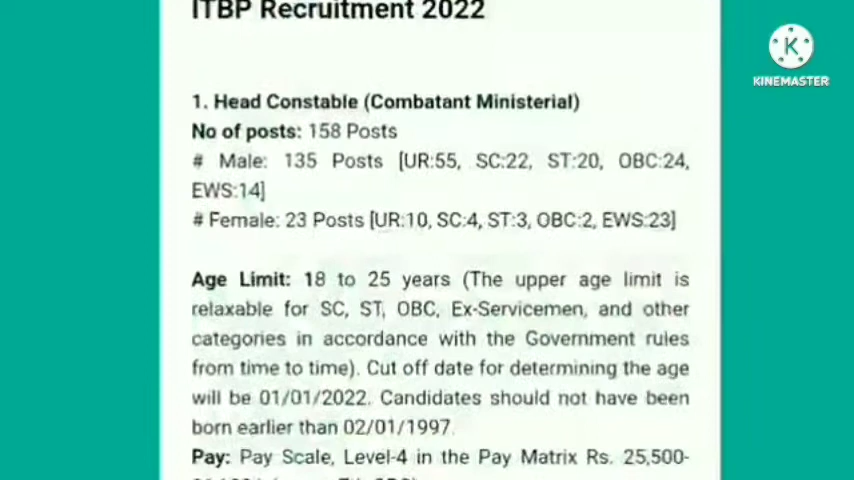 ITBP Recruitment 2022
KINEMASTER
1. Head Constable (Combatant Ministerial)
No of posts: 158 Posts
# Male: 135 Posts [UR:55, SC:22, ST:20, OBC:24,
EWS:14]
# Female: 23 Posts [UR:10, SC:4, ST:3, OBC:2, EWS:23]
Age Limit: 18 to 25 years (The upper age limit is
relaxable for SC, ST, OBC, Ex-Servicemen, and other
categories in accordance with the Government rules
from time to time). Cut off date for determining the age
will be 01/01/2022. Candidates should not have been
born earlier than 02/01/1997.
Pay: Pay Scale, Level-4 in the Pay Matrix Rs. 25,500-